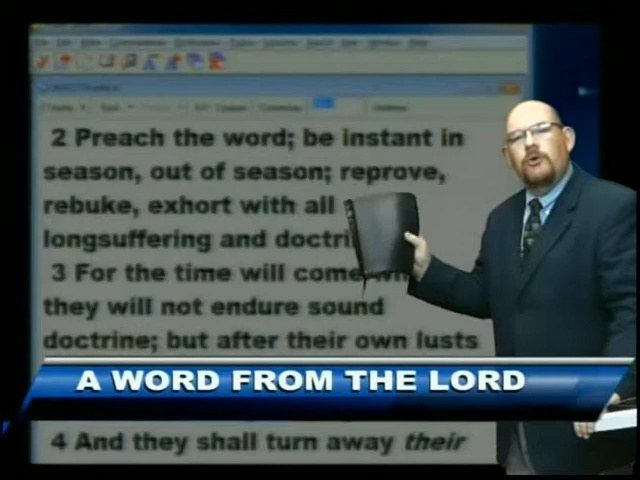 2 Preach the word; be instant in
season, out of season; reprove,
rebuke, exhort with all
longsuffering and doctri
3 For the time will come
they will not endure sound
doctrine; but after their own lusts
A WORD FROM THE LORD
4 And they shall turn away their